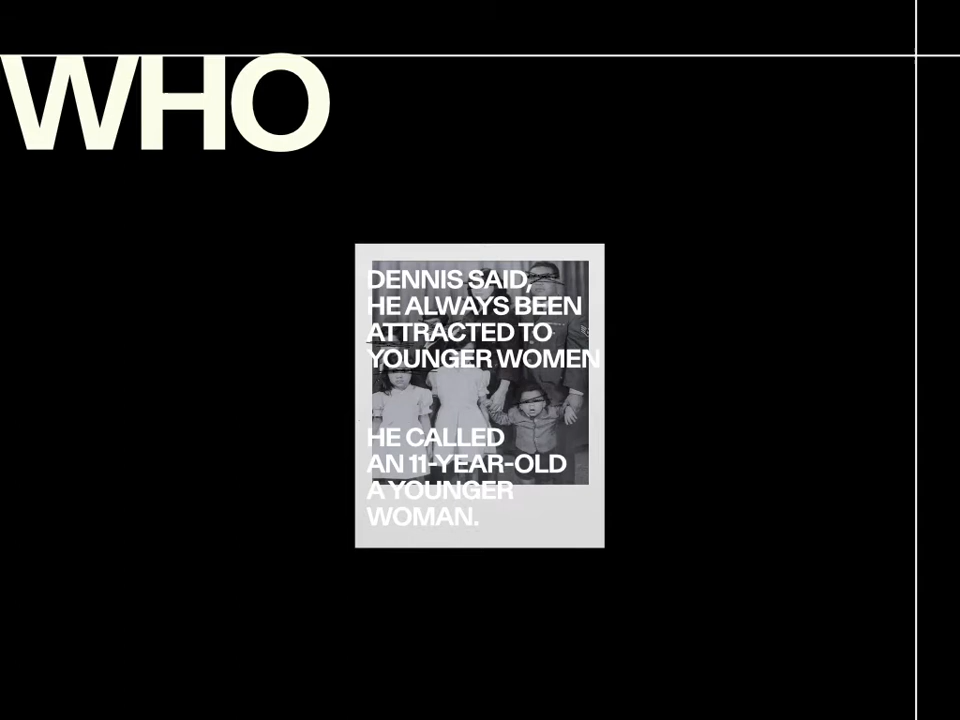 WHO
DENNIS SAID,
HE ALWAYS BEEN
ATTRACTED TO
YOUNGER WOMEN
HE CALLED
AN 11-YEAR-OLD
A YOUNGER
WOMAN.